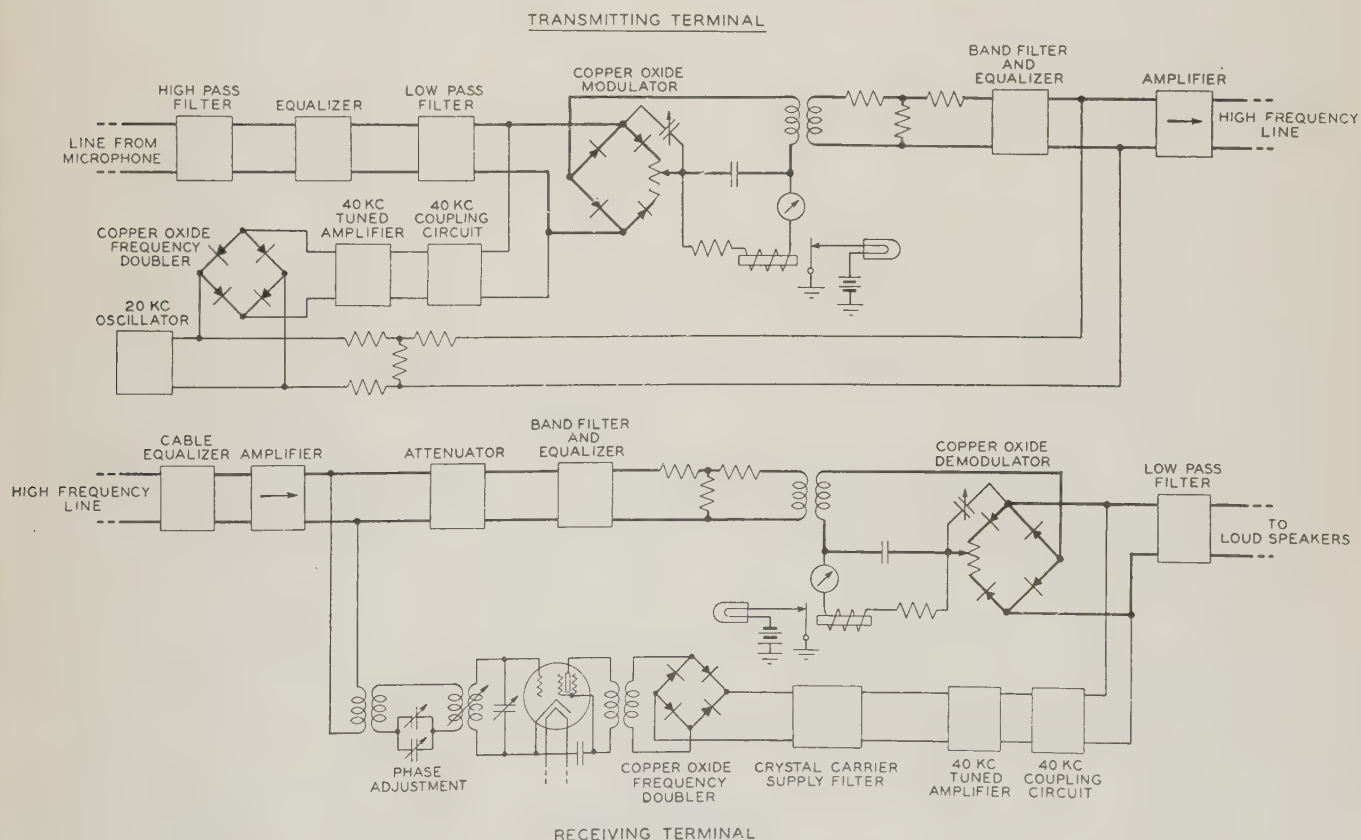 TRANSMITTING TERMINAL
HIGH PASS
FILTER
EQUALIZER
LOW PASS
FILTER
COPPER OXIDE
MODULATOR
BAND FILTER
AND
EQUALIZER
AMPLIFIER
LINE FROM
MICROPHONE
HIGH FREQUENCY
LINE
COPPER OXIDE
FREQUENCY
DOUBLER
40 KC
TUNED
AMPLIFIER
40 KC
COUPLING
CIRCUIT
20 KC
OSCILLATOR
CABLE
EQUALIZER
AMPLIFIER
ATTENUATOR
BAND FILTER
AND
EQUALIZER
COPPER OXIDE
DEMODULATOR
LOW PASS
FILTER
HIGH FREQUENCY
LINE
TO
LOUD SPEAKERS
PHASE
ADJUSTMENT
COPPER OXIDE
FREQUENCY
DOUBLER
CRYSTAL CARRIER
SUPPLY FILTER
40 KC
TUNED
AMPLIFIER
40 KC
COUPLING
CIRCUIT
RECEIVING TERMINAL